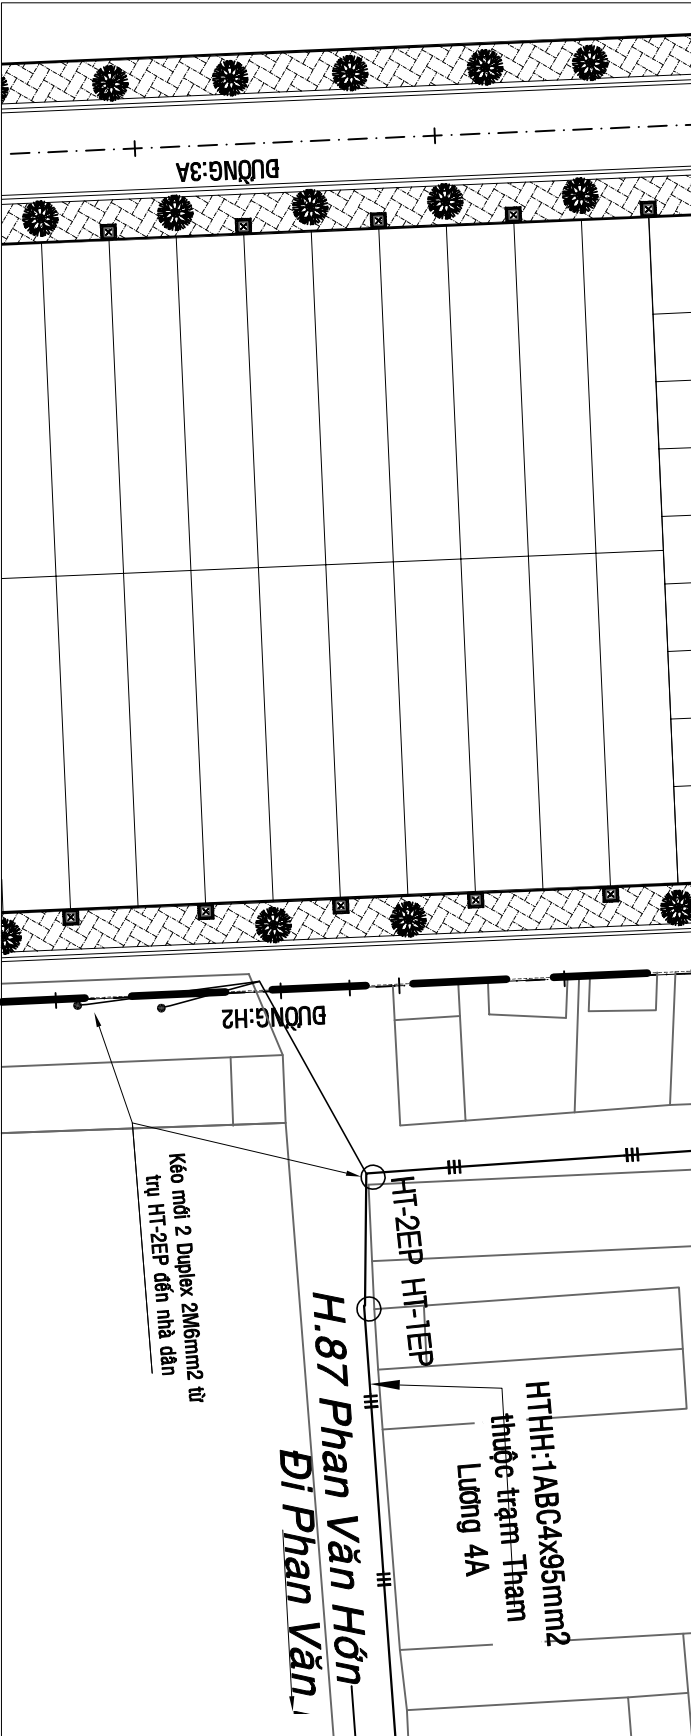 ĐƯỜNG:3A
ĐƯỜNG:H2
Kéo mới 2 Duplex 2M6mm2 từ
trụ HT-2EP đến nhà dân
HT-2EP
HT-1EP
H.87 Phan Văn Hớn
Đi Phan Văn
HTHH:1ABC4x95mm2
thuộc trạm Tham
Lương 4A